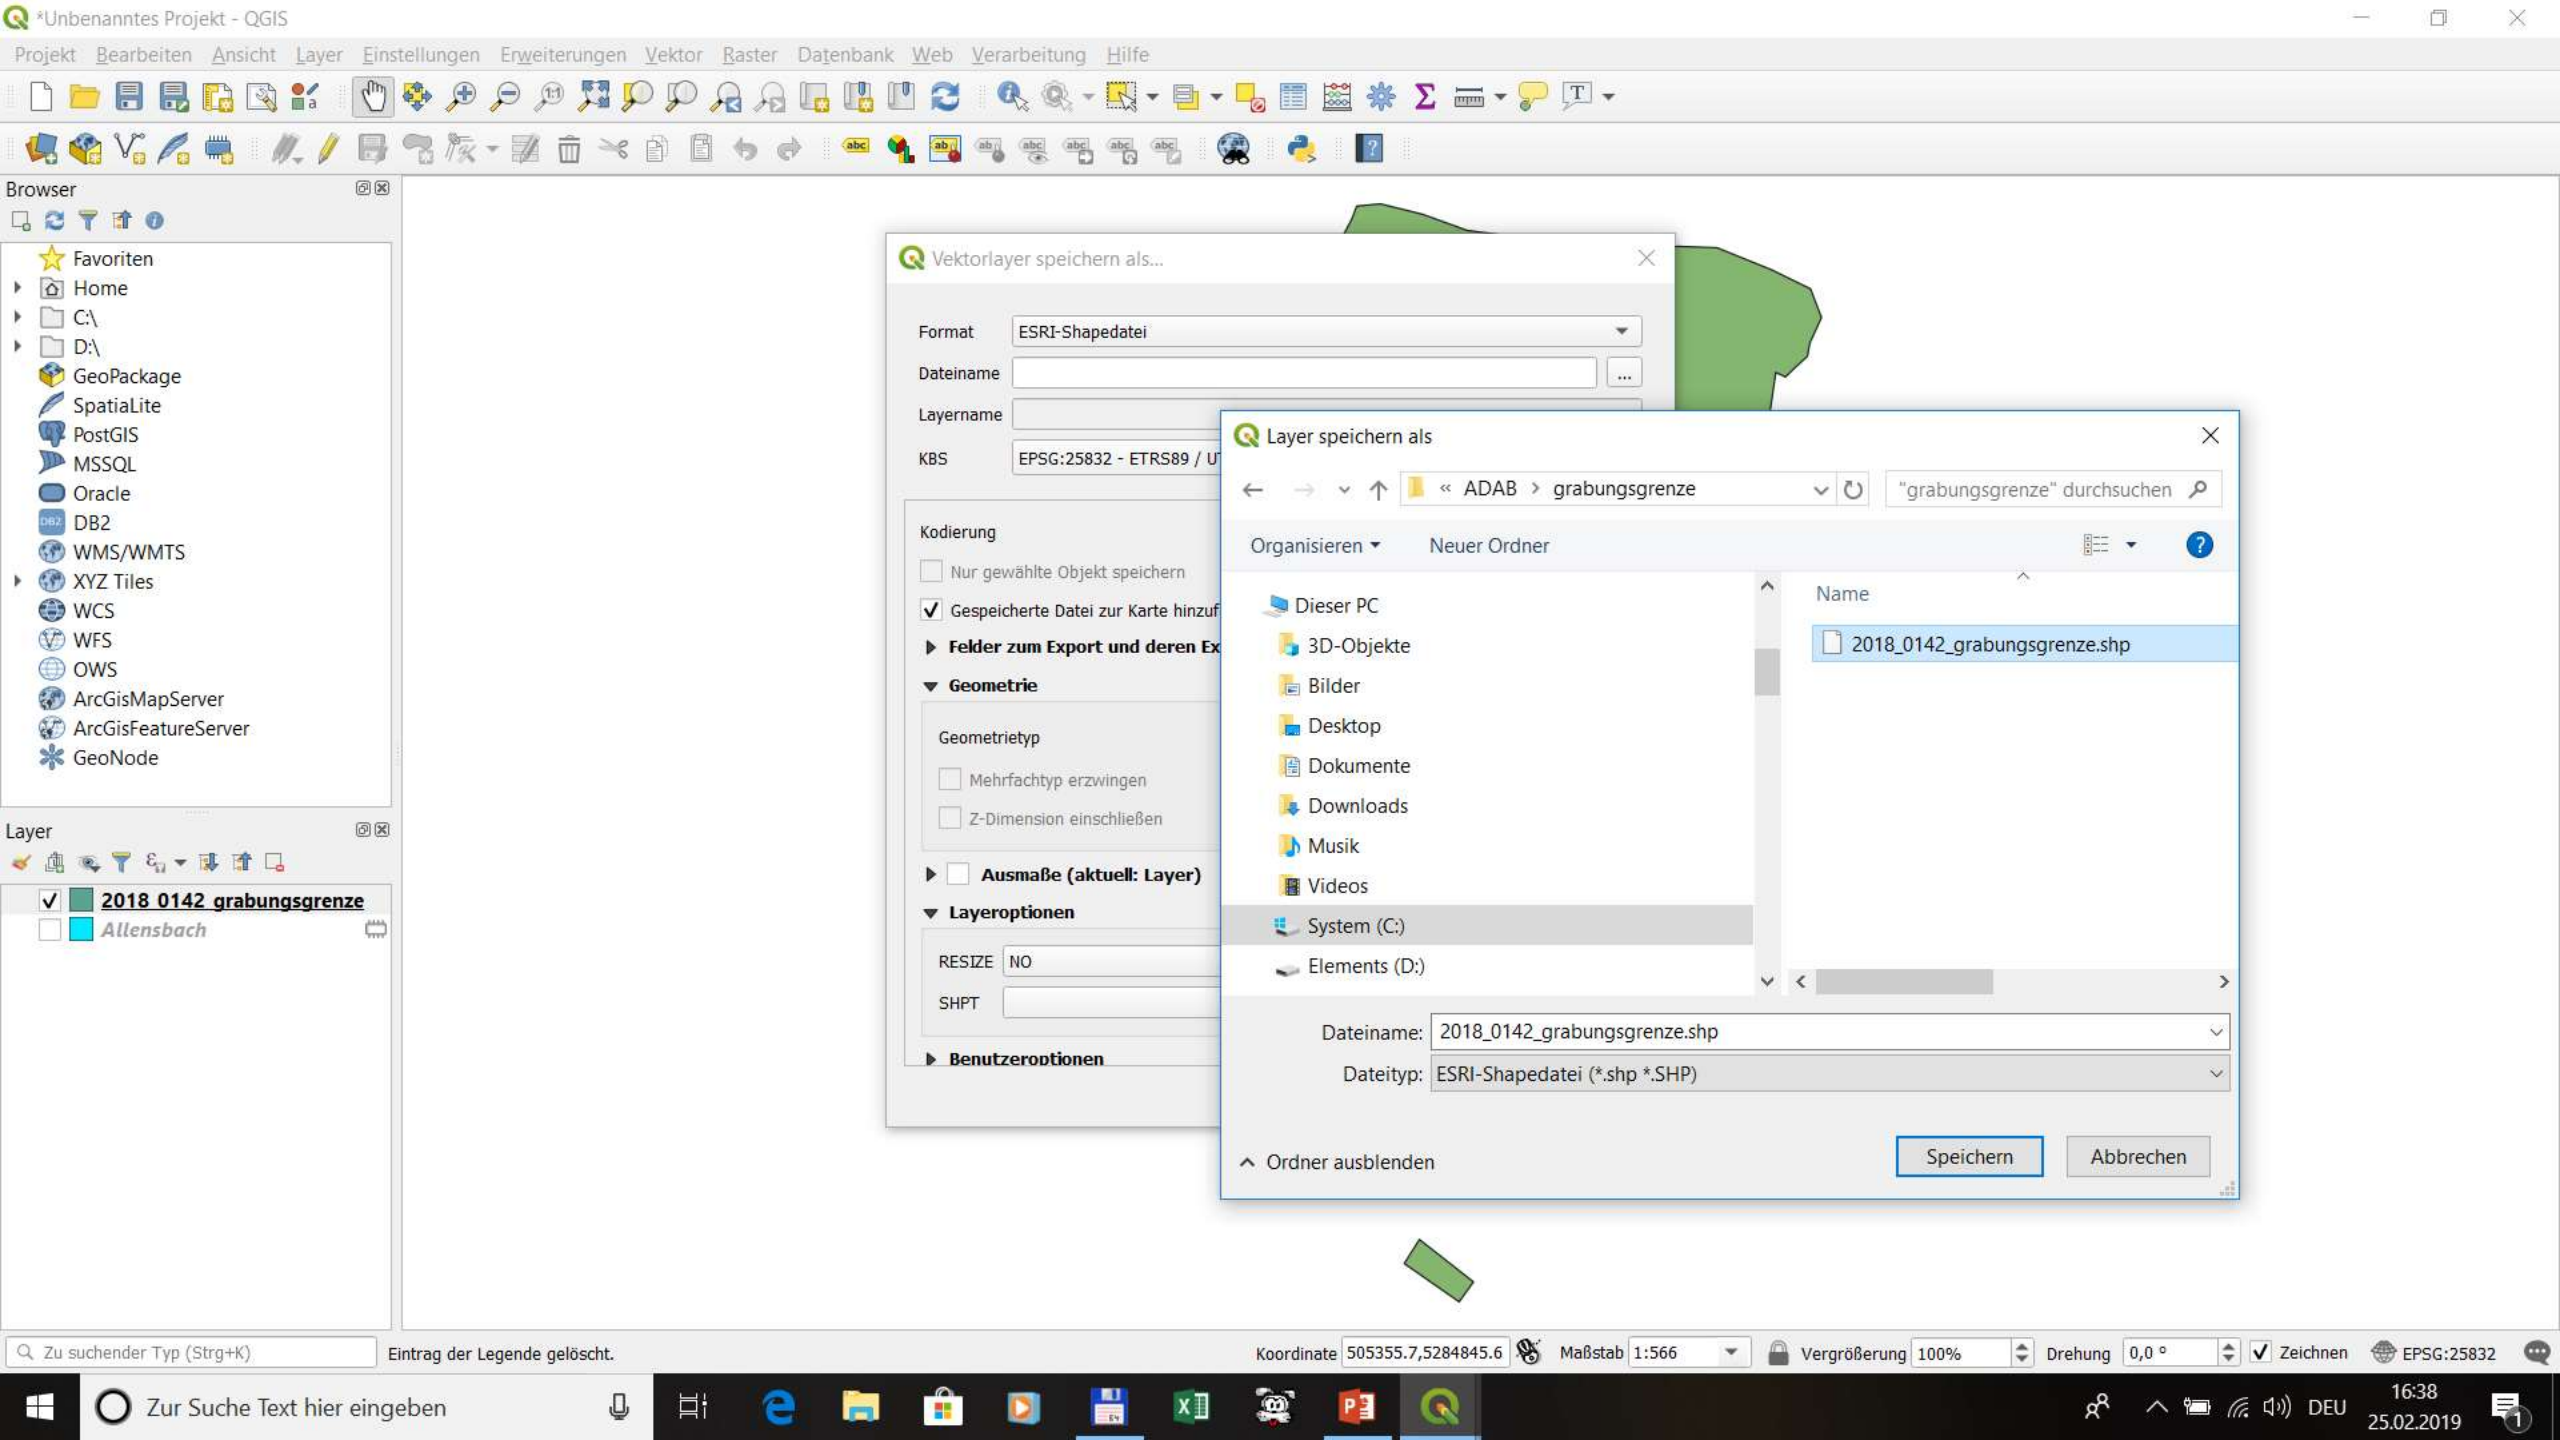 *Unbenanntes Projekt - QGIS
Projekt Bearbeiten Ansicht Layer Einstellungen Erweiterungen Vektor Raster Datenbank Web Verarbeitung Hilfe
Browser
Favoriten
Home
C:\
D:\
GeoPackage
SpatiaLite
PostGIS
MSSQL
Oracle
DB2
WMS/WMTS
XYZ Tiles
WCS
WFS
OWS
ArcGisMapServer
ArcGisFeatureServer
GeoNode
Layer
2018_0142_grabungsgrenze
Allensbach
Vektorlayer speichern als...
Format ESRI-Shapedatei
Dateiname ...
Layername
KBS EPSG:25832 - ETRS89 / U
Kodierung
Nur gewählte Objekt speichern
Gespeicherte Datei zur Karte hinzuf
Felder zum Export und deren Ex
Geometrie
Geometrietyp
Mehrfachtyp erzwingen
Z-Dimension einschließen
Ausmaße (aktuell: Layer)
Layeroptionen
RESIZE NO
SHPT
Benutzeroptionen
Layer speichern als
« ADAB > grabungsgrenze
"grabungsgrenze" durchsuchen
Organisieren Neuer Ordner
Dieser PC
3D-Objekte
Bilder
Desktop
Dokumente
Downloads
Musik
Videos
System (C:)
Elements (D:)
Name
2018_0142_grabungsgrenze.shp
Dateiname: 2018_0142_grabungsgrenze.shp
Dateityp: ESRI-Shapedatei (*.shp *.SHP)
Ordner ausblenden
Speichern Abbrechen
Zu suchender Typ (Strg+K) Eintrag der Legende gelöscht. Koordinate 505355.7,5284845.6 Maßstab 1:566 Vergrößerung 100% Drehung 0,0 ° Zeichnen EPSG:25832
Zur Suche Text hier eingeben
DEU
16:38
25.02.2019
1